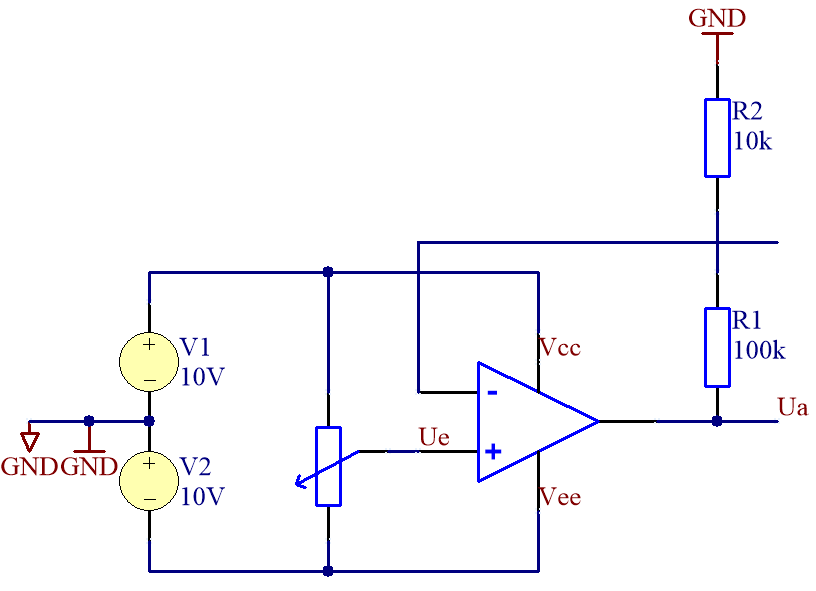 GND
R2
10k
R1
100k
V1
10V
Vcc
-
Ua
Ue
+
GND
GND
V2
10V
Vee